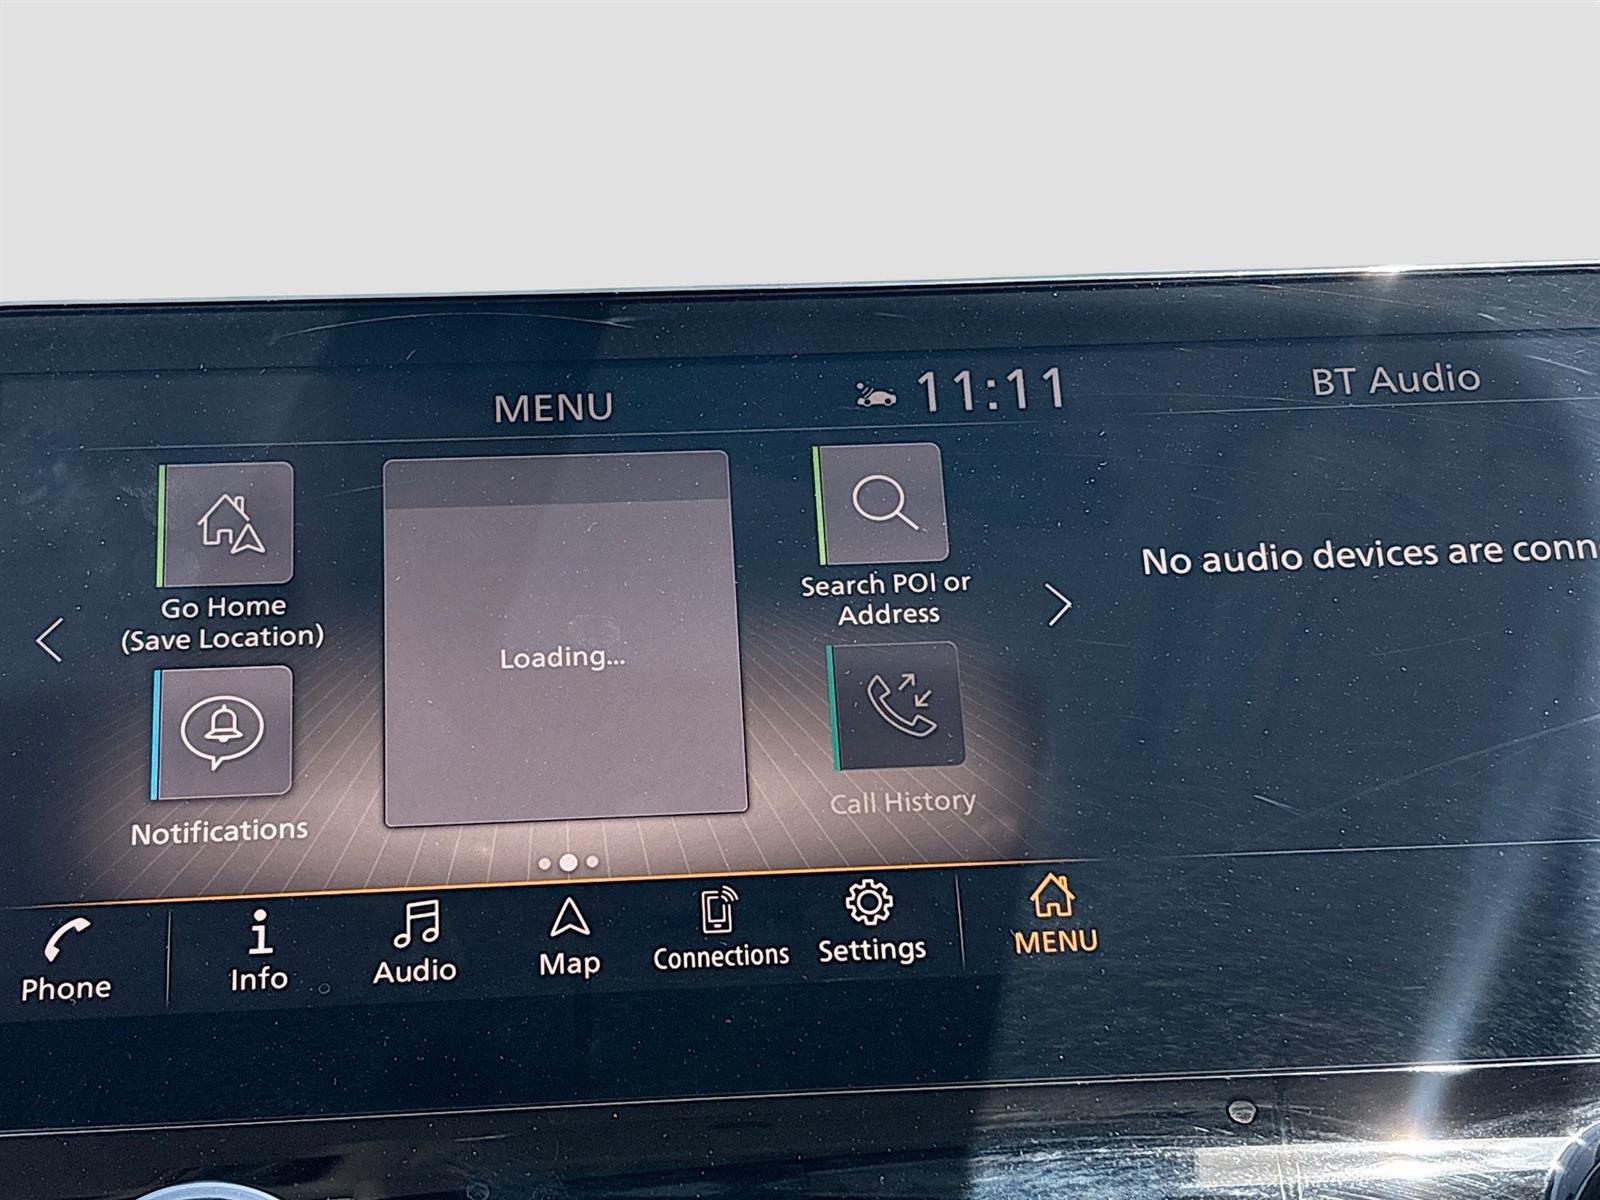 MENU
11:11
BT Audio
Go Home
(Save Location)
Loading...
Search POI or
Address
No audio devices are
Notifications
Call History
Phone
Info
Audio
Map
Connections
Settings
MENU